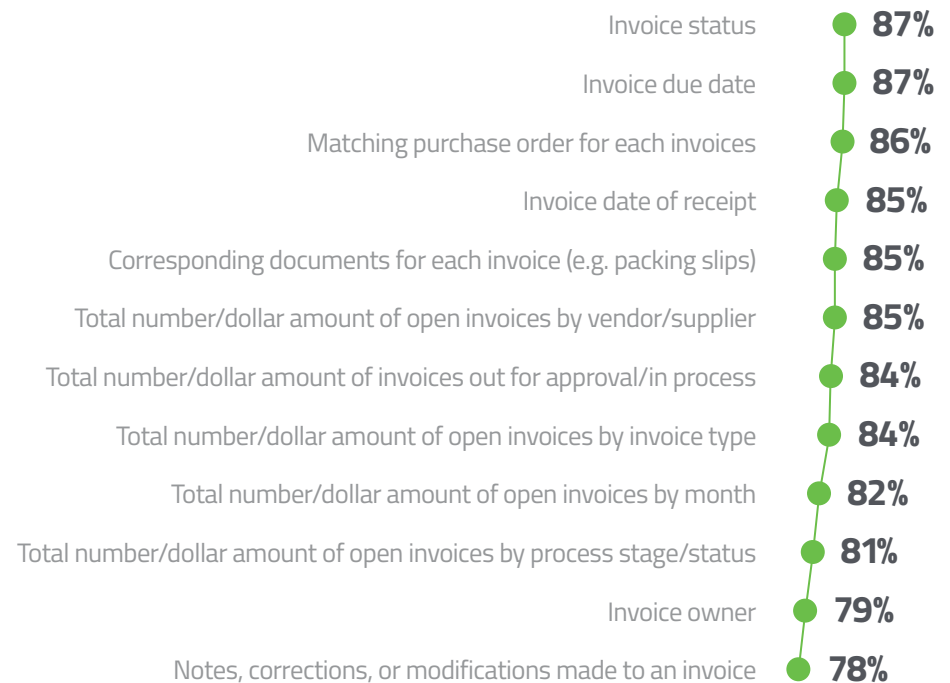 Invoice status 87%
Invoice due date 87%
Matching purchase order for each invoices 86%
Invoice date of receipt 85%
Corresponding documents for each invoice (e.g. packing slips) 85%
Total number/dollar amount of open invoices by vendor/supplier 85%
Total number/dollar amount of invoices out for approval/in process 84%
Total number/dollar amount of open invoices by invoice type 84%
Total number/dollar amount of open invoices by month 82%
Total number/dollar amount of open invoices by process stage/status 81%
Invoice owner 79%
Notes, corrections, or modifications made to an invoice 78%